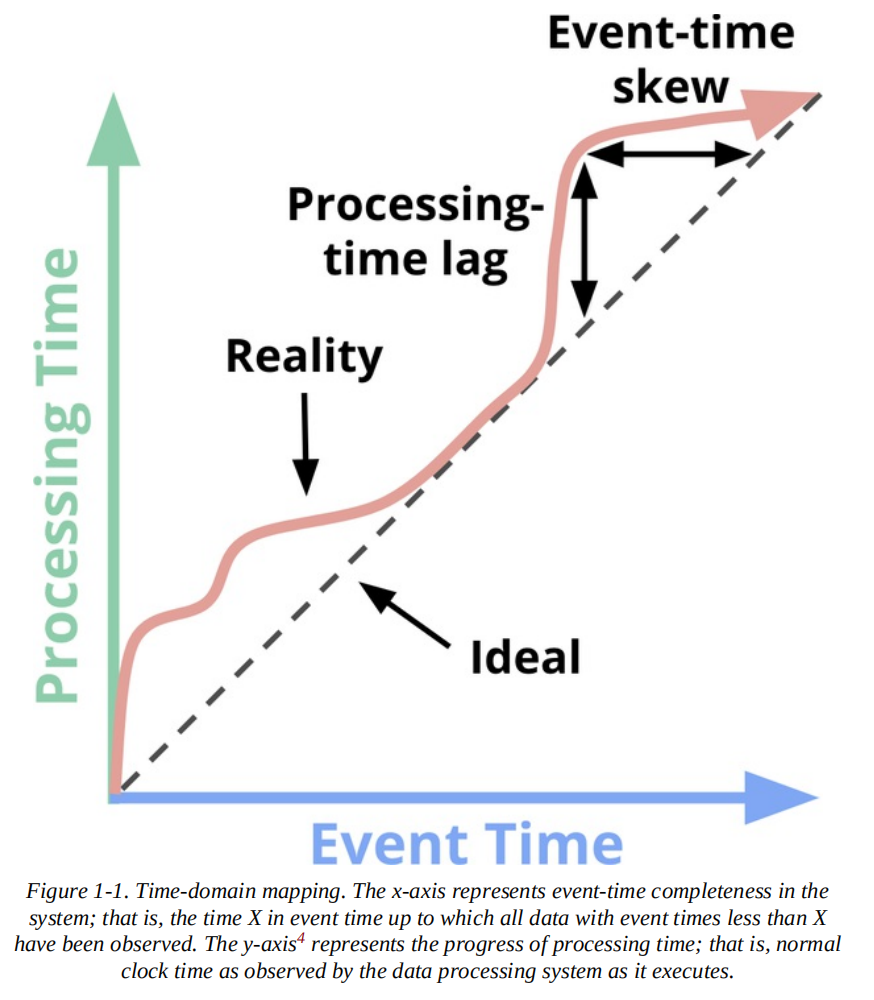 Event-time
skew
Processing-
time lag
Reality
Ideal
Processing Time
Event Time
Figure 1-1. Time-domain mapping. The x-axis represents event-time completeness in the
system; that is, the time X in event time up to which all data with event times less than X
have been observed. The y-axis4 represents the progress of processing time; that is, normal
clock time as observed by the data processing system as it executes.